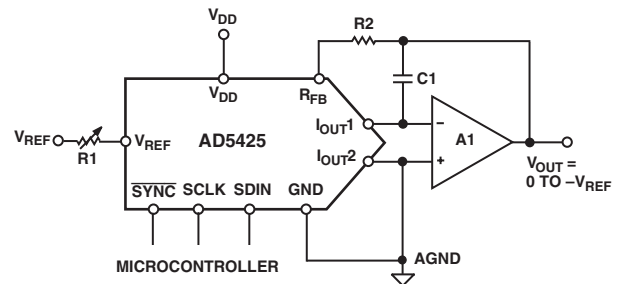 VDD
R2
VDD
RFB
C1
VREF
R1
VREF
AD5425
IOUT1
IOUT2
–
A1
+
VOUT =
0 TO –VREF
SYNC SCLK SDIN GND
MICROCONTROLLER
AGND